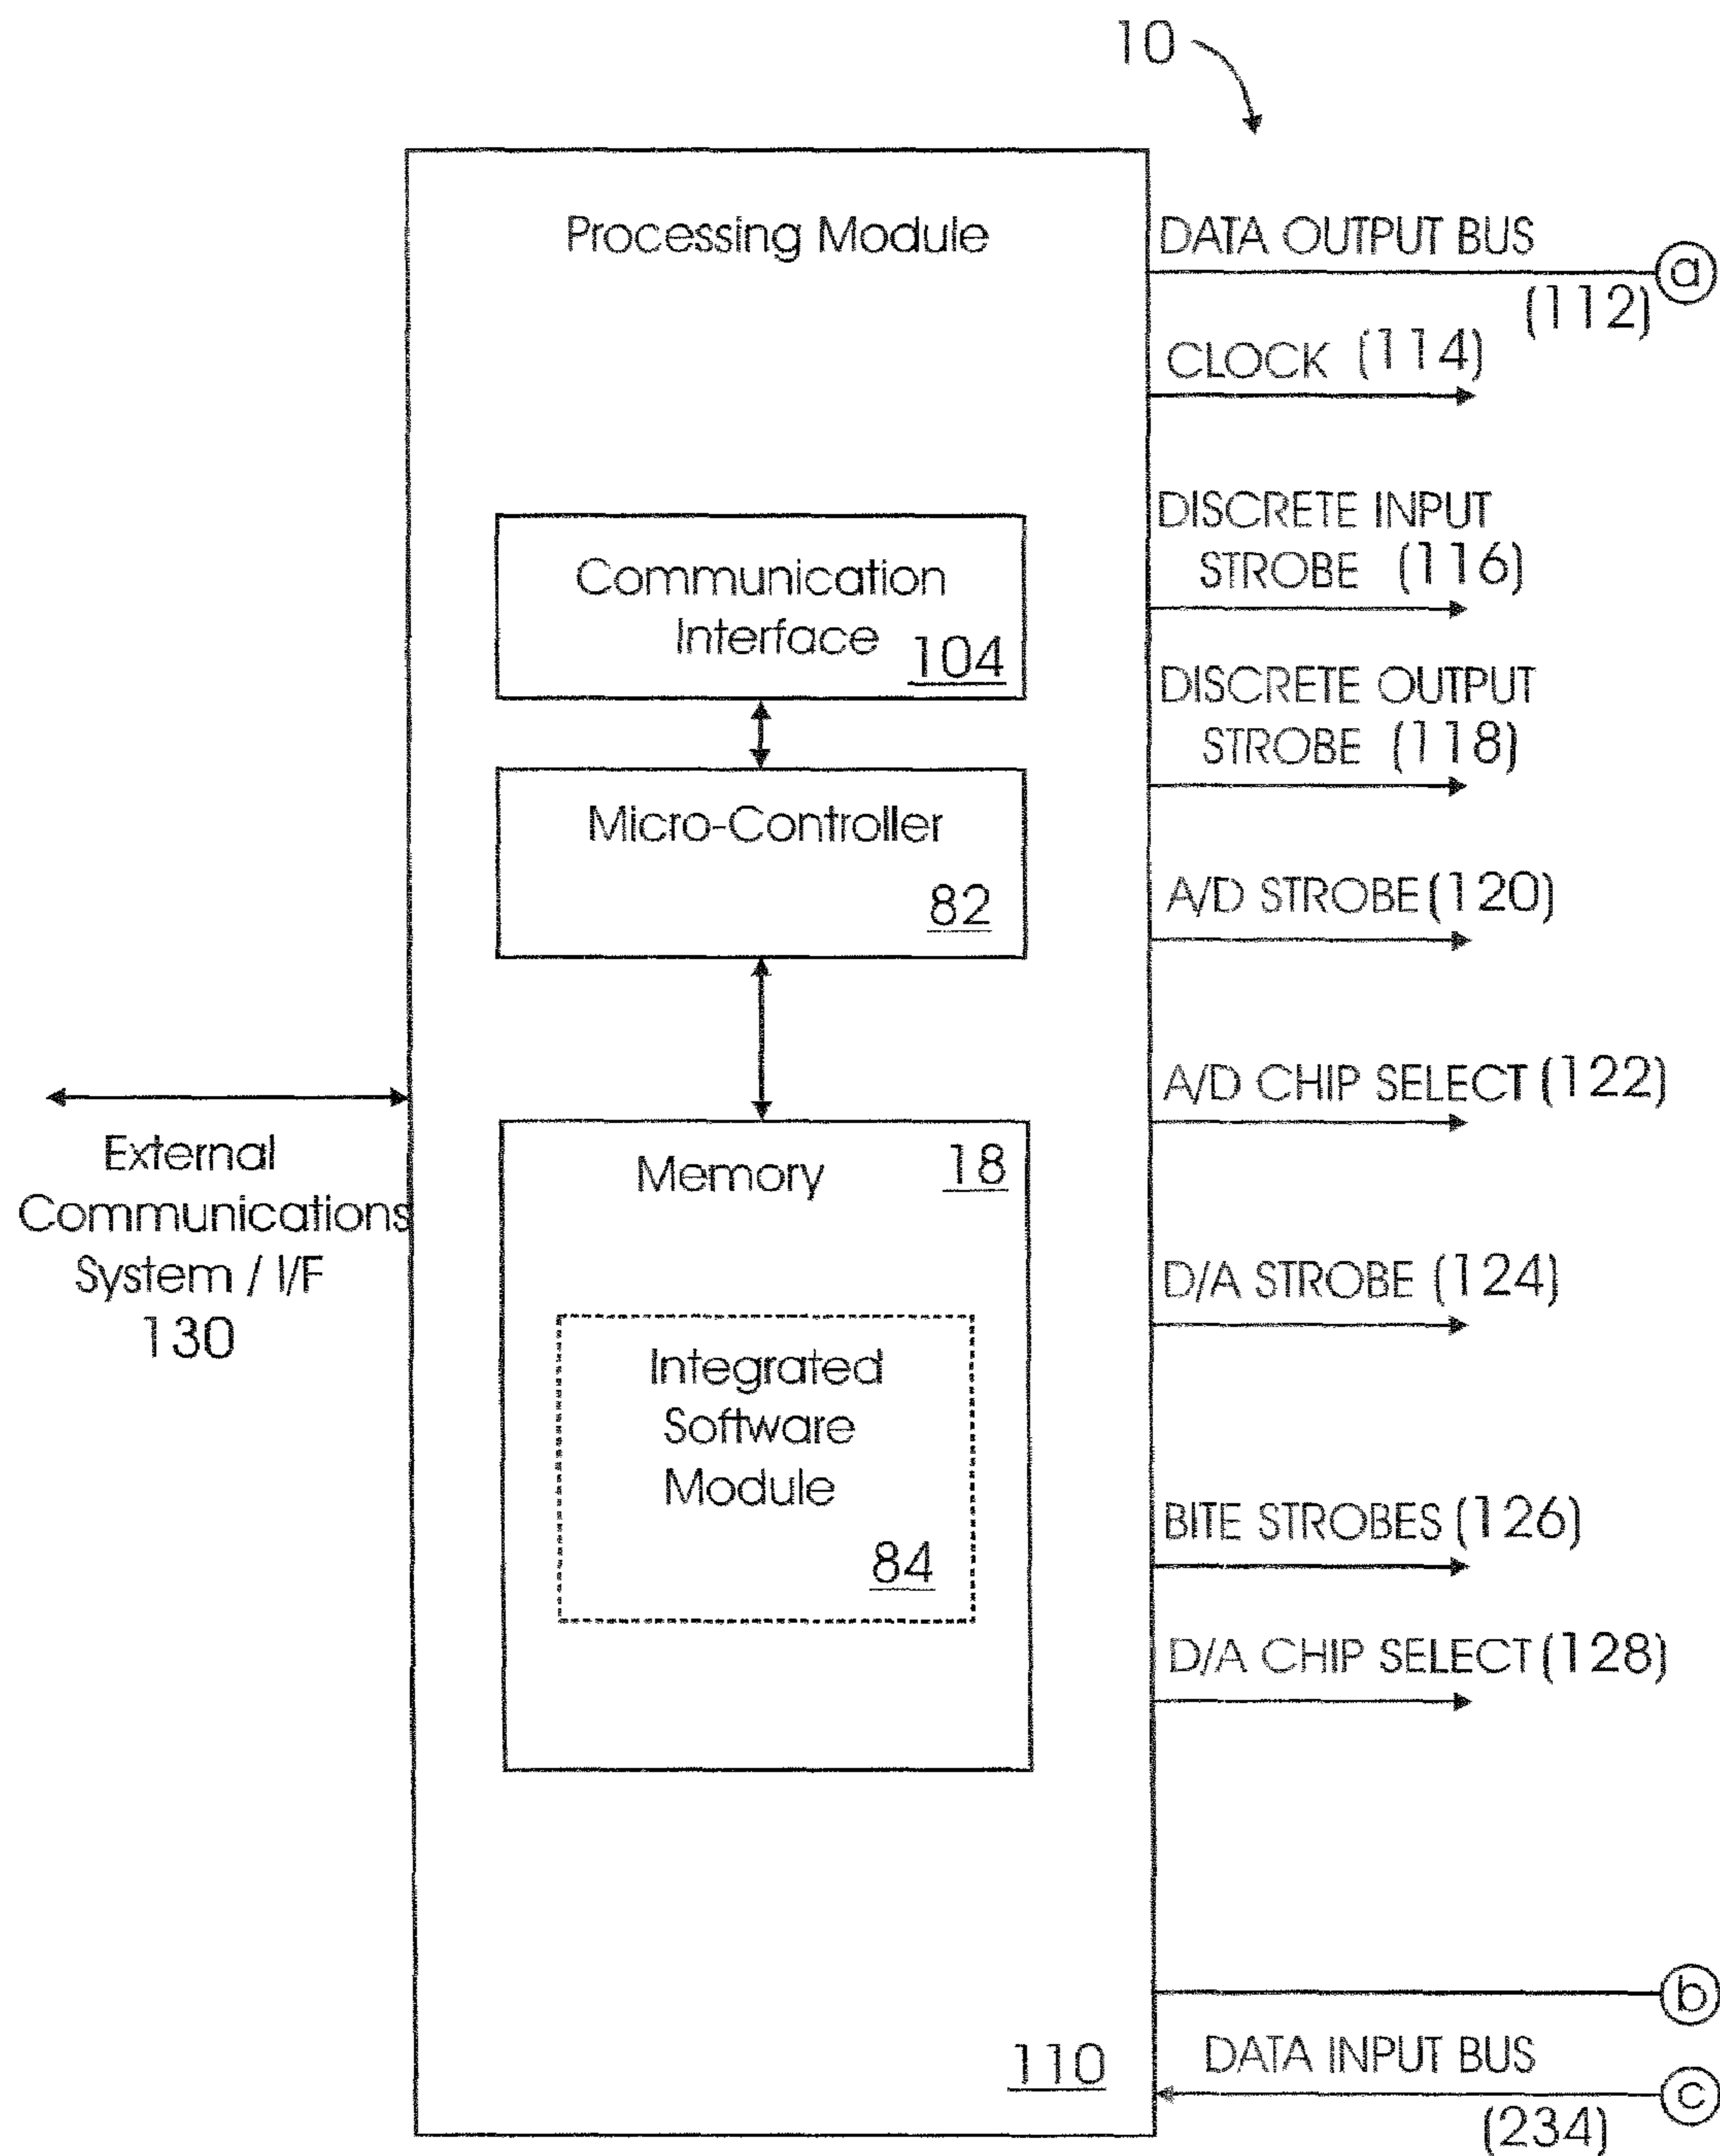 10
Processing Module
DATA OUTPUT BUS
(112)
a
CLOCK (114)
DISCRETE INPUT
STROBE (116)
Communication
Interface
104
DISCRETE OUTPUT
STROBE (118)
Micro-Controller
82
A/D STROBE (120)
A/D CHIP SELECT (122)
External
Communications
System / I/F
130
Memory
18
D/A STROBE (124)
Integrated
Software
Module
84
BITE STROBES (126)
D/A CHIP SELECT (128)
b
110
DATA INPUT BUS
(234)
c